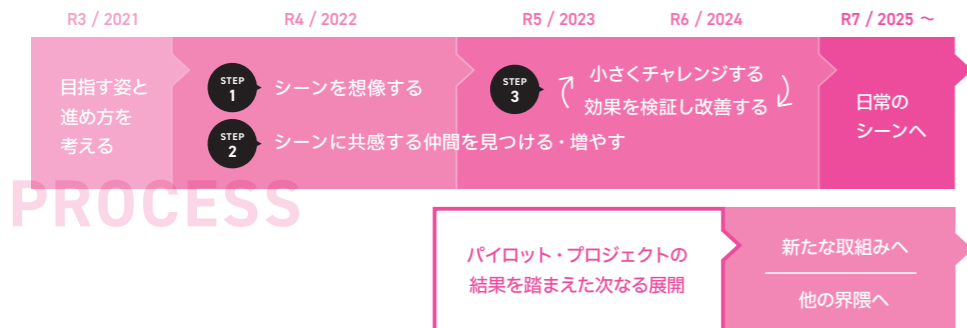 R3 / 2021
R4 / 2022
R5 / 2023
R6 / 2024
R7 / 2025 ～
目指す姿と
進め方を
考える
STEP
1
シーンを想像する
STEP
2
シーンに共感する仲間を見つける・増やす
STEP
3
小さくチャレンジする
効果を検証し改善する
日常の
シーンへ
PROCESS
パイロット・プロジェクトの
結果を踏まえた次なる展開
新たな取組みへ
他の界隈へ